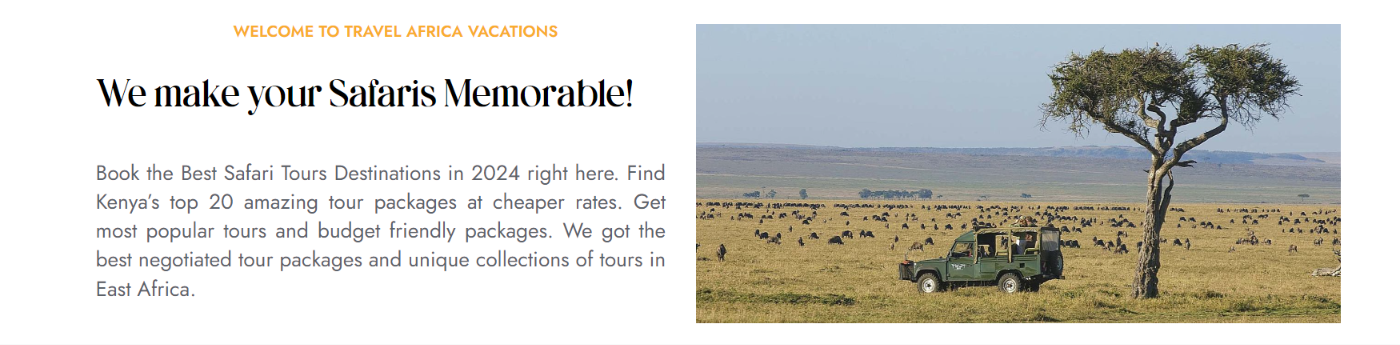 WELCOME TO TRAVEL AFRICA VACATIONS
We make your Safaris Memorable!
Book the Best Safari Tours Destinations in 2024 right here. Find
Kenya's top 20 amazing tour packages at cheaper rates. Get
most popular tours and budget friendly packages. We got the
best negotiated tour packages and unique collections of tours in
East Africa.